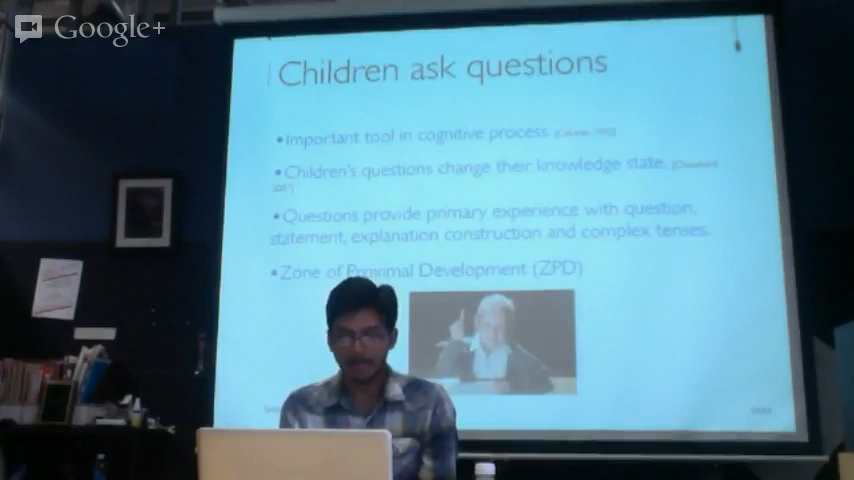 Google+
Children ask questions
•Important tool in cognitive process.
•Children's questions change their knowledge state.
•Questions provide primary experience with question,
statement, explanation construction and complex tenses.
•Zone of Proximal Development (ZPD)